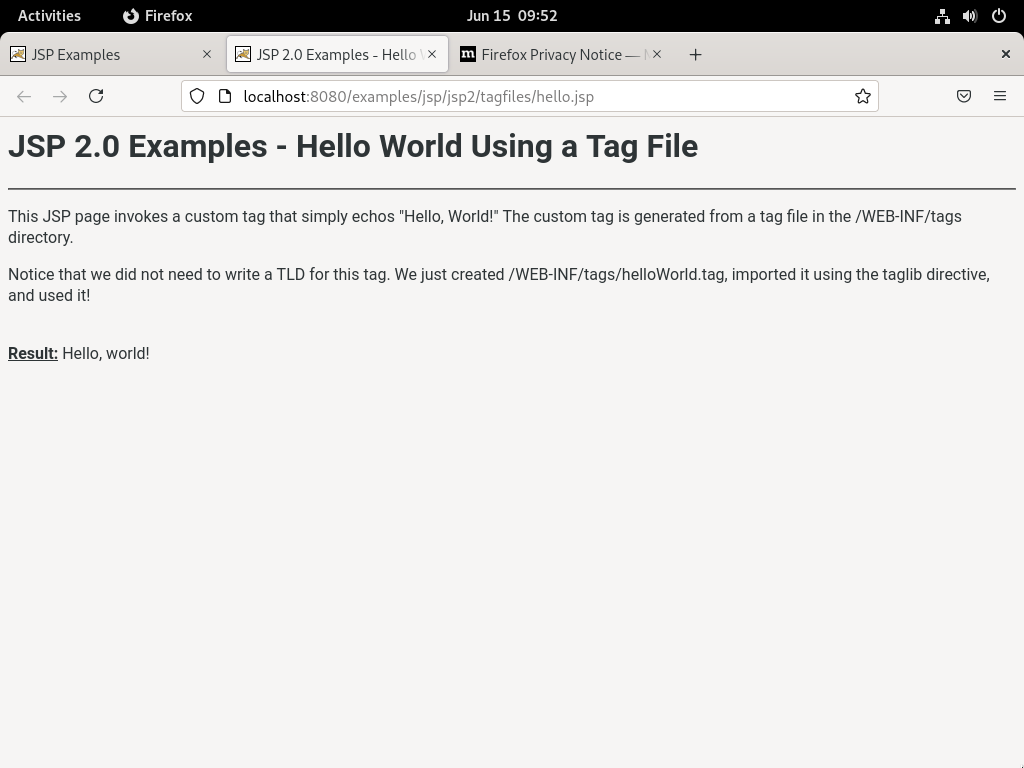 Activities
Firefox
Jun 15 09:52
JSP Examples
JSP 2.0 Examples - Hello
Firefox Privacy Notice —
localhost:8080/examples/jsp/jsp2/tagfiles/hello.jsp
JSP 2.0 Examples - Hello World Using a Tag File
This JSP page invokes a custom tag that simply echos "Hello, World!" The custom tag is generated from a tag file in the /WEB-INF/tags
directory.
Notice that we did not need to write a TLD for this tag. We just created /WEB-INF/tags/helloWorld.tag, imported it using the taglib directive,
and used it!
Result: Hello, world!